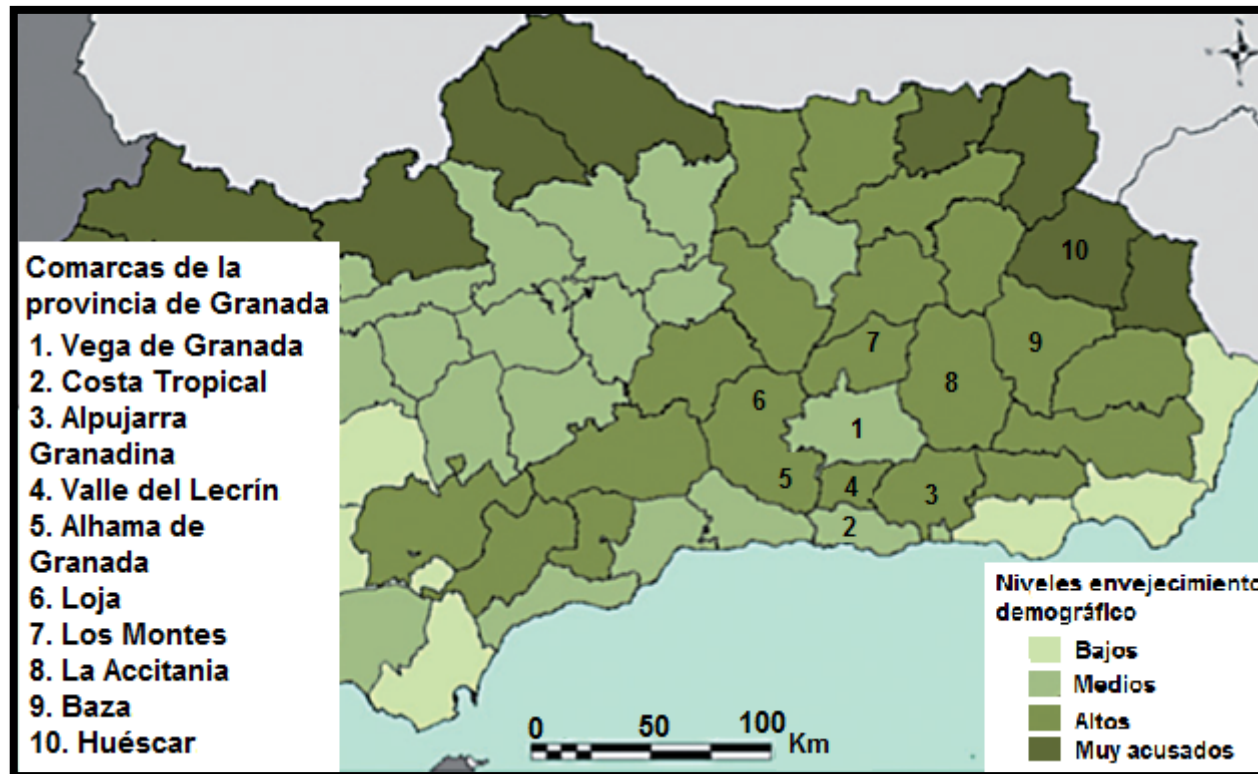 10
7
9
8
6
1
5
4
3
2
Comarcas de la
provincia de Granada
1. Vega de Granada
2. Costa Tropical
3. Alpujarra
Granadina
4. Valle del Lecrín
5. Alhama de
Granada
6. Loja
7. Los Montes
8. La Accitania
9. Baza
10. Huéscar
0 50 100
Km
Niveles envejecimiento
demográfico
Bajos
Medios
Altos
Muy acusados